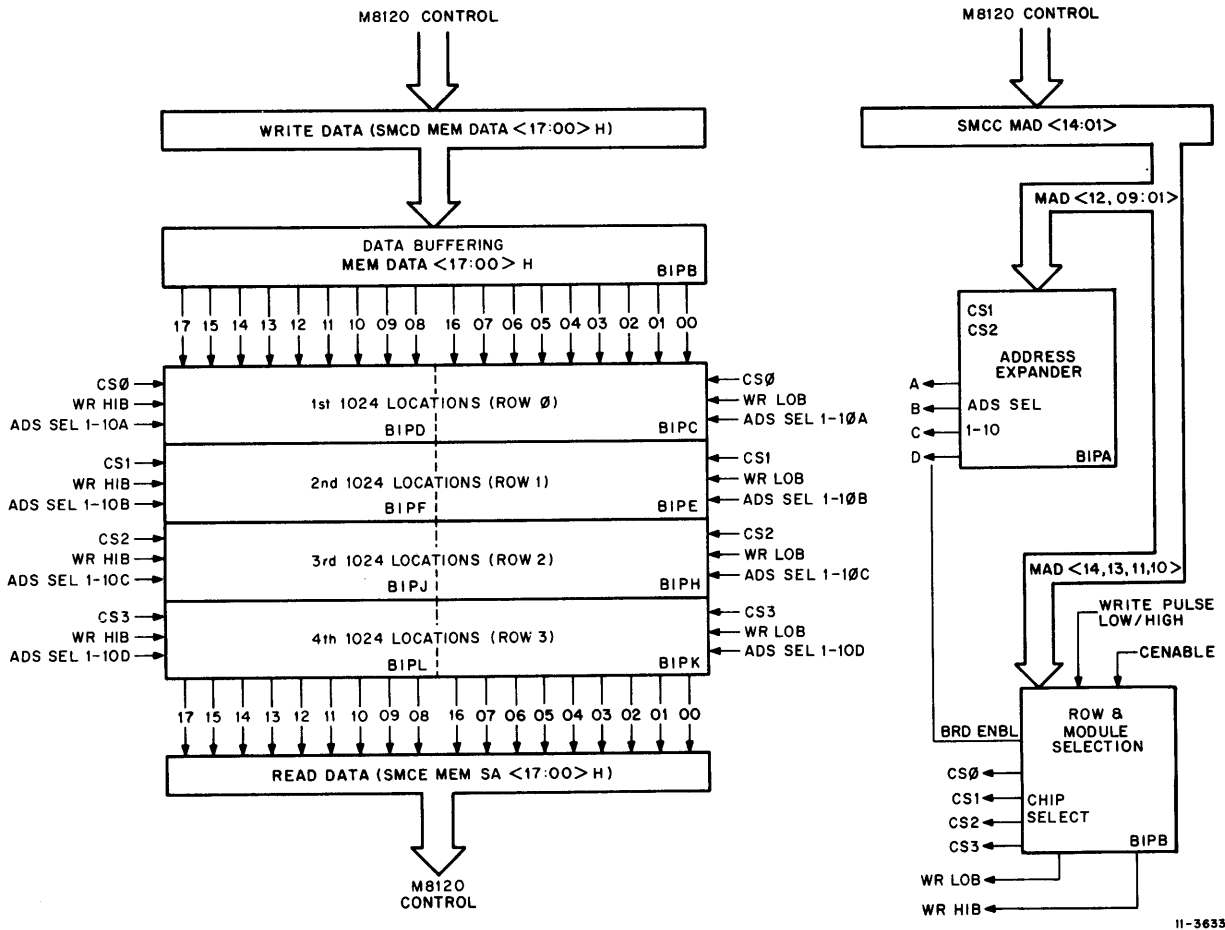 M8120 CONTROL
WRITE DATA (SMCD MEM DATA <17:00> H)
DATA BUFFERING
MEM DATA <17:00> H
BIPB
17 15 14 13 12 11 10 09 08 16 07 06 05 04 03 02 01 00
CSØ
WR HIB
ADS SEL 1-10A
1st 1024 LOCATIONS (ROW Ø)
BIPD
BIPC
CSØ
WR LOB
ADS SEL 1-1ØA
CS1
WR HIB
ADS SEL 1-10B
2nd 1024 LOCATIONS (ROW 1)
BIPF
BIPE
CS1
WR LOB
ADS SEL 1-1ØB
CS2
WR HIB
ADS SEL 1-10C
3rd 1024 LOCATIONS (ROW 2)
BIPJ
BIPH
CS2
WR LOB
ADS SEL 1-1ØC
CS3
WR HIB
ADS SEL 1-10D
4th 1024 LOCATIONS (ROW 3)
BIPL
BIPK
CS3
WR LOB
ADS SEL 1-10D
17 15 14 13 12 11 10 09 08 16 07 06 05 04 03 02 01 00
READ DATA (SMCE MEM SA <17:00> H)
M8120
CONTROL
M8120 CONTROL
SMCC MAD <14:01>
MAD <12, 09:01>
CS1
CS2
ADDRESS
EXPANDER
A
B
C
D
ADS SEL
1-10
BIPA
MAD <14,13,11,10>
WRITE PULSE
LOW/HIGH
CENABLE
BRD ENBL
ROW &
MODULE
SELECTION
CSØ
CS1
CS2
CS3
CHIP
SELECT
BIPB
WR LOB
WR HIB
11-3633